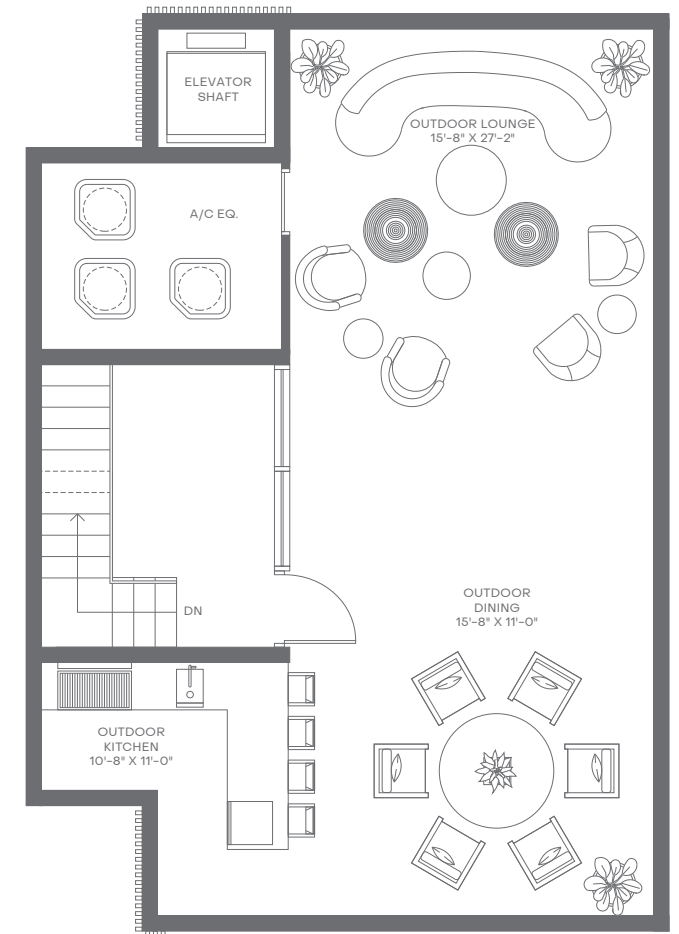 ELEVATOR
SHAFT
OUTDOOR LOUNGE
15'-8" X 27'-2"
A/C EQ.
DN
OUTDOOR
DINING
15'-8" X 11'-0"
OUTDOOR
KITCHEN
10'-8" X 11'-0"